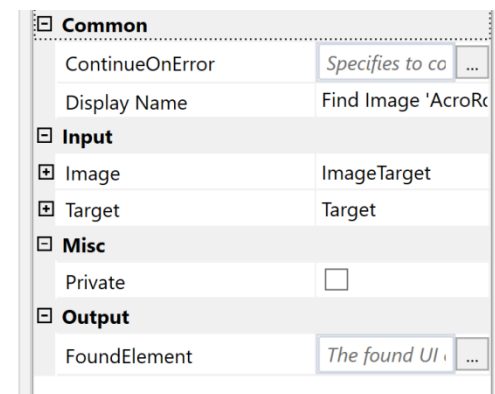 Common
ContinueOnError Specifies to co ...
Display Name Find Image 'AcroR
Input
Image ImageTarget
Target Target
Misc
Private
Output
FoundElement The found UI ...